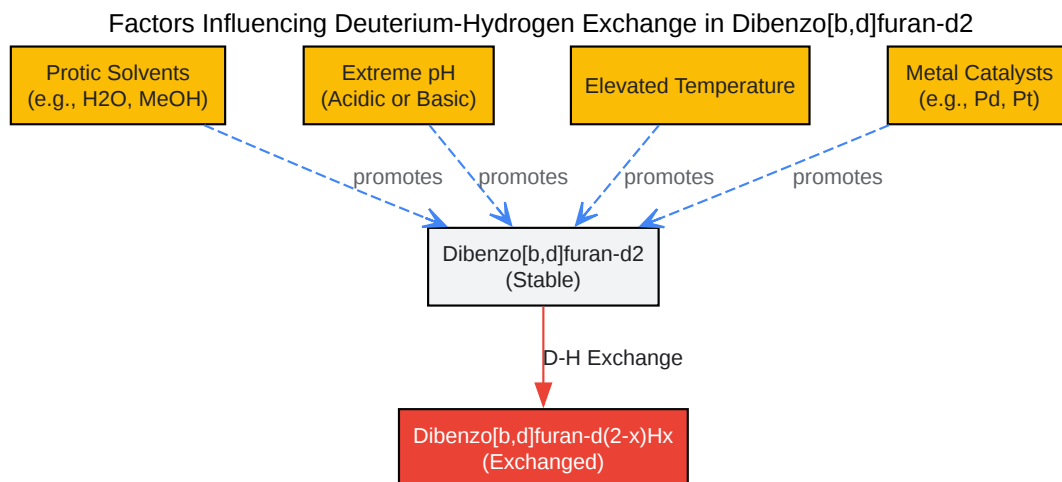 Factors Influencing Deuterium-Hydrogen Exchange in Dibenzo[b,d]furan-d2
Protic Solvents
(e.g., H2O, MeOH)
Extreme pH
(Acidic or Basic)
Elevated Temperature
Metal Catalysts
(e.g., Pd, Pt)
promotes
promotes
promotes
promotes
Dibenzo[b,d]furan-d2
(Stable)
D-H Exchange
Dibenzo[b,d]furan-d(2-x)Hx
(Exchanged)